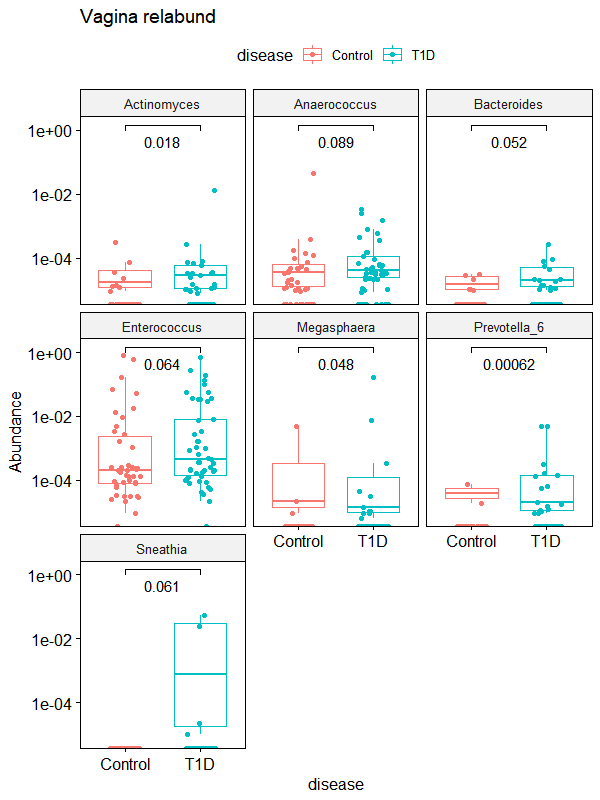 Vagina relabund
disease Control T1D
Actinomyces Anaerococcus Bacteroides
1e+00
0.018 0.089 0.052
1e-02
1e-04
Enterococcus Megasphaera Prevotella_6
1e+00
0.064 0.048 0.00062
1e-02
1e-04
Abundance
Control T1D Control T1D
Sneathia
1e+00
0.061
1e-02
1e-04
Control T1D
disease